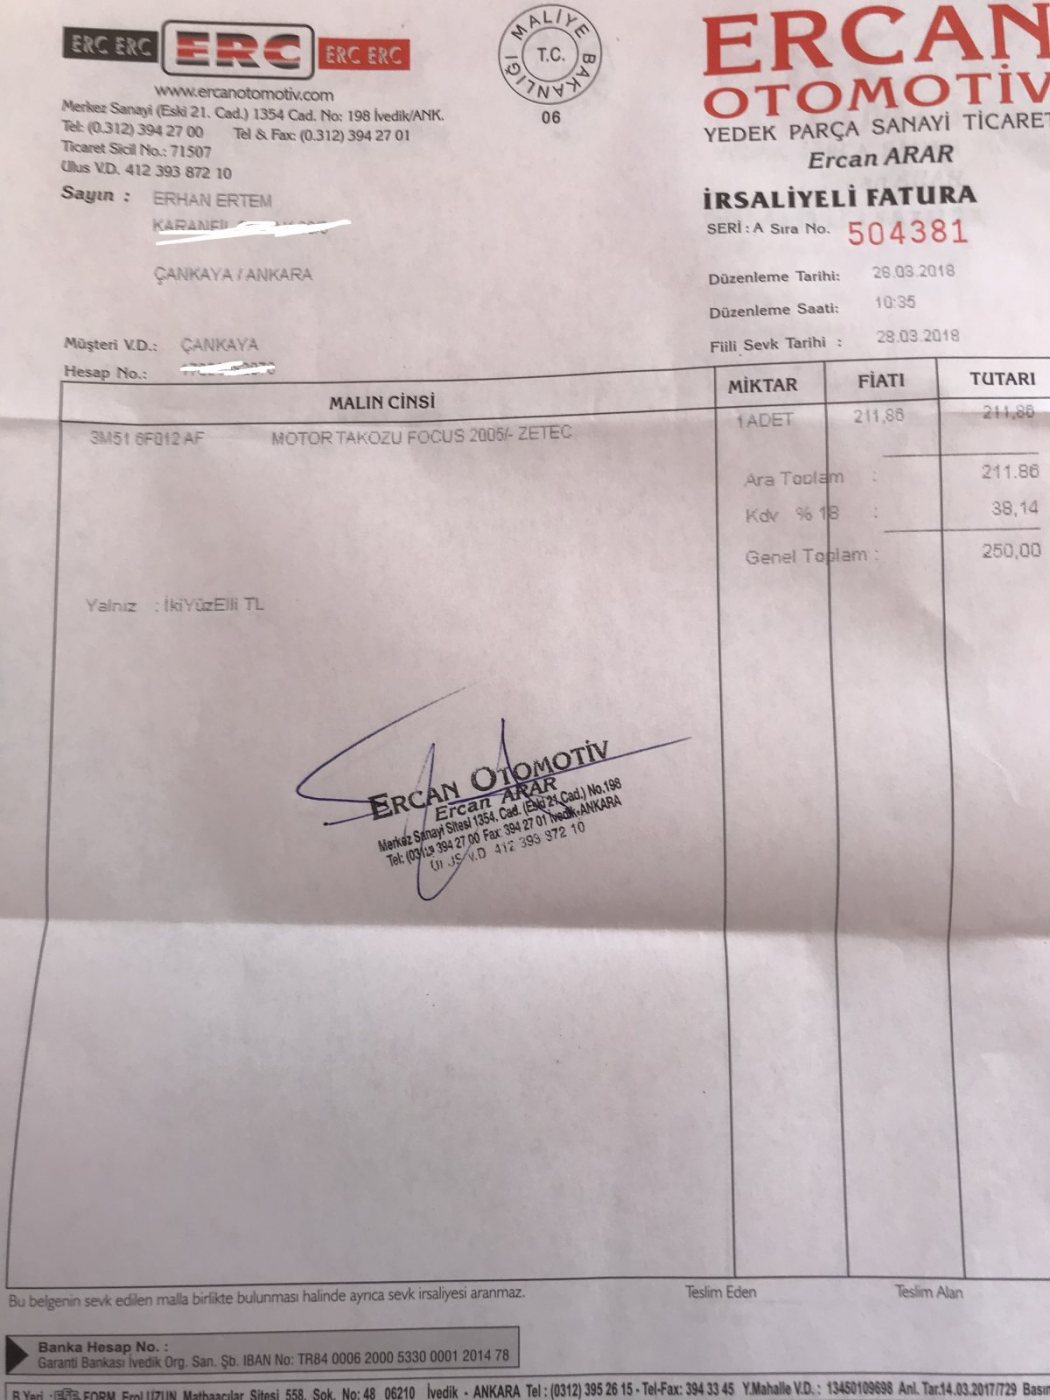 ERC ERC ERC ERC ERC
www.ercanotomotiv.com
Merkez Sanayi (Eski 21. Cad.) 1354 Cad. No: 198 İvedik/ANK.
Tel: (0.312) 394 27 00 Tel & Fax: (0.312) 394 27 01
Ticaret Sicil No.: 71507
Ulus V.D. 412 393 872 10
T.C. MALİYE BAKANLIĞI
06
ERCAN
OTOMOTİV
YEDEK PARÇA SANAYİ TİCARET
Ercan ARAR
İRSALİYELİ FATURA
SERİ : A Sıra No. 504381
Düzenleme Tarihi: 28.03.2018
Düzenleme Saati: 10:35
Fiili Sevk Tarihi : 28.03.2018
Sayın : ERHAN ERTEM
KARANFİL
ÇANKAYA / ANKARA
Müşteri V.D.: ÇANKAYA
Hesap No.:
MALIN CİNSİ MİKTAR FİATI TUTARI
3M51 6F012 AF MOTOR TAKOZU FOCUS 2005/- ZETEC 1ADET 211,86 211,86
Ara Toplam : 211.86
Kdv % 18 : 38,14
Genel Toplam : 250,00
Yalnız : İkiYüzElli TL
ERCAN OTOMOTİV
Ercan ARAR
Merkez Sanayi Sitesi 1354. Cad. (Eski 21.Cad.) No.198
Tel: (0312) 394 27 00 Fax: 394 27 01 İvedik-ANKARA
ULUS V.D 412 393 872 10
Bu belgenin sevk edilen malla birlikte bulunması halinde ayrıca sevk irsaliyesi aranmaz.
Teslim Eden Teslim Alan
Banka Hesap No. :
Garanti Bankası İvedik Org. San. Şb. IBAN No: TR84 0006 2000 5330 0001 2014 78
B.Yeri : FORM Erol UZUN Matbaacılar Sitesi 558. Sok. No: 48 06210 İvedik - ANKARA Tel : (0312) 395 26 15 - Tel-Fax: 394 33 45 Y.Mahalle V.D. : 13450109698 Anl. Tar:14.03.2017/729